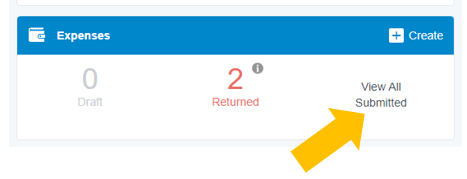 Expenses
Create
0
Draft
2
Returned
View All
Submitted